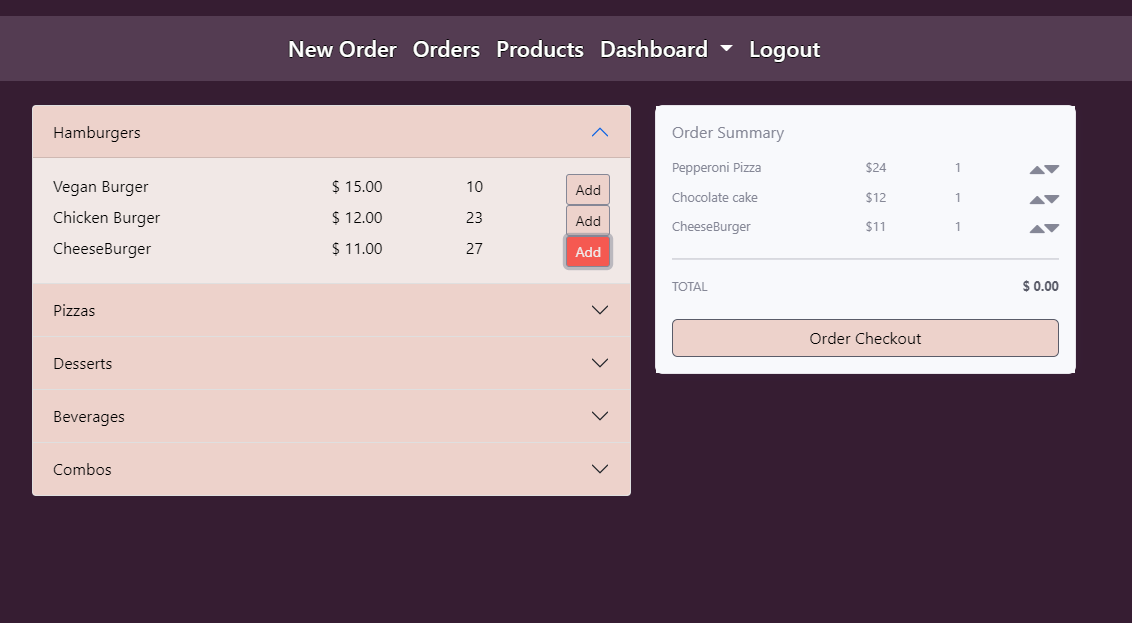 New Order Orders Products Dashboard Logout
Hamburgers
Vegan Burger $ 15.00 10 Add
Chicken Burger $ 12.00 23 Add
CheeseBurger $ 11.00 27 Add
Pizzas
Desserts
Beverages
Combos
Order Summary
Pepperoni Pizza $24 1
Chocolate cake $12 1
CheeseBurger $11 1
TOTAL $ 0.00
Order Checkout